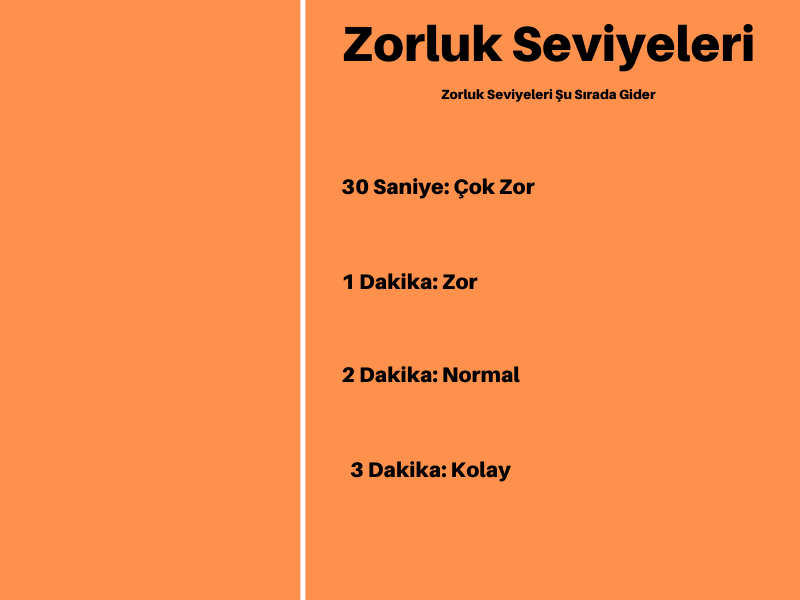 Zorluk Seviyeleri
Zorluk Seviyeleri Şu Sırada Gider
30 Saniye: Çok Zor
1 Dakika: Zor
2 Dakika: Normal
3 Dakika: Kolay